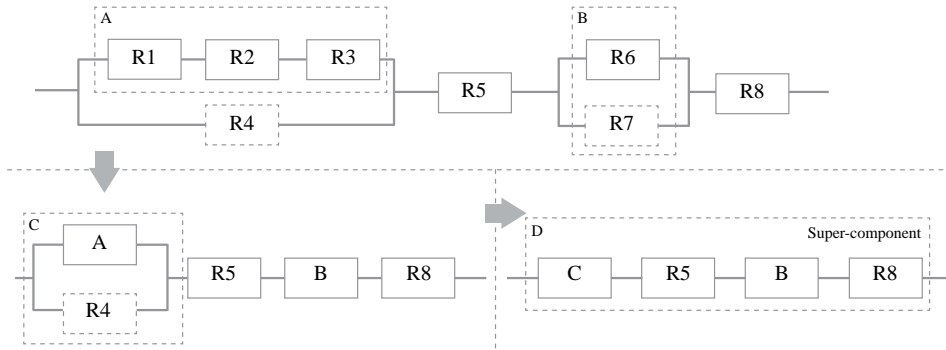 A
B
R1 R2 R3
R6
R5
R8
R4
R7
C
A
R5 B R8
R4
D Super-component
C R5 B R8